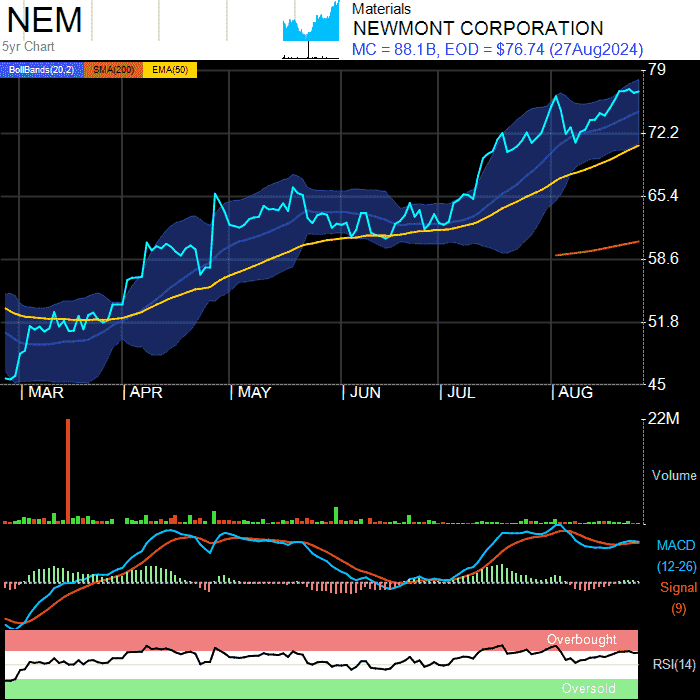 NEM
5yr Chart
Materials
NEWMONT CORPORATION
MC = 88.1B, EOD = $76.74 (27Aug2024)
BollBands(20,2) SMA(200) EMA(50)
79
72.2
65.4
58.6
51.8
45
MAR APR MAY JUN JUL AUG
22M
Volume
MACD
(12-26)
Signal
(9)
Overbought
RSI(14)
Oversold